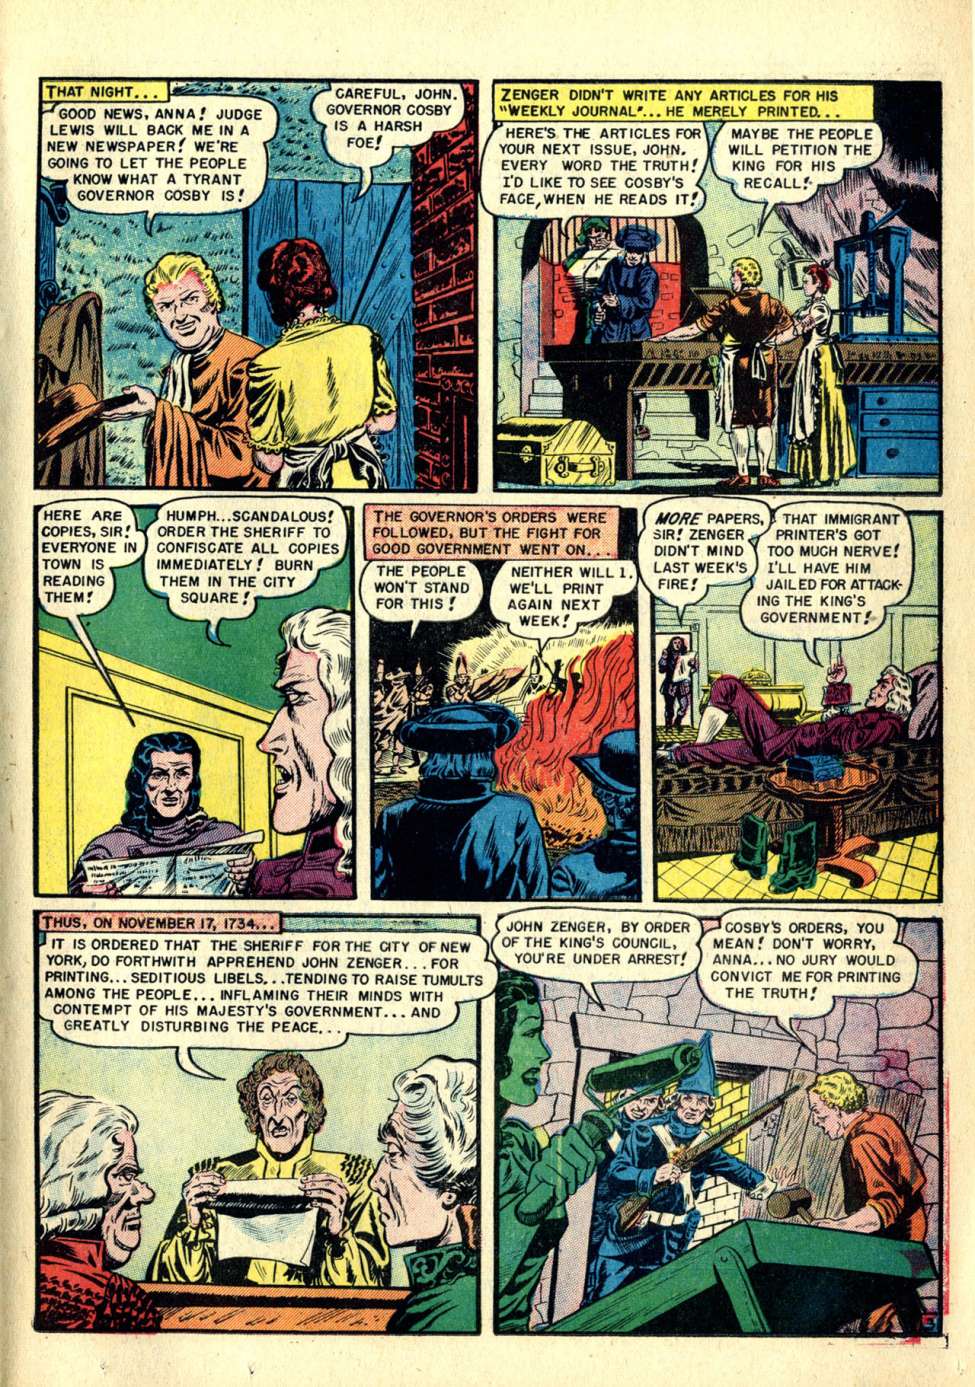 THAT NIGHT...
GOOD NEWS, ANNA! JUDGE
LEWIS WILL BACK ME IN A
NEW NEWSPAPER! WE'RE
GOING TO LET THE PEOPLE
KNOW WHAT A TYRANT
GOVERNOR COSBY IS!
CAREFUL, JOHN.
GOVERNOR COSBY
IS A HARSH
FOE!
ZENGER DIDN'T WRITE ANY ARTICLES FOR HIS
"WEEKLY JOURNAL"... HE MERELY PRINTED...
HERE'S THE ARTICLES FOR
YOUR NEXT ISSUE, JOHN.
EVERY WORD THE TRUTH!
I'D LIKE TO SEE COSBY'S
FACE, WHEN HE READS IT!
MAYBE THE PEOPLE
WILL PETITION THE
KING FOR HIS
RECALL!
HERE ARE
COPIES, SIR!
EVERYONE IN
TOWN IS
READING
THEM!
HUMPH...SCANDALOUS!
ORDER THE SHERIFF TO
CONFISCATE ALL COPIES
IMMEDIATELY! BURN
THEM IN THE CITY
SQUARE!
THE GOVERNOR'S ORDERS WERE
FOLLOWED, BUT THE FIGHT FOR
GOOD GOVERNMENT WENT ON...
THE PEOPLE
WON'T STAND
FOR THIS!
NEITHER WILL I.
WE'LL PRINT
AGAIN NEXT
WEEK!
MORE PAPERS,
SIR! ZENGER
DIDN'T MIND
LAST WEEK'S
FIRE!
THAT IMMIGRANT
PRINTER'S GOT
TOO MUCH NERVE!
I'LL HAVE HIM
JAILED FOR ATTACK-
ING THE KING'S
GOVERNMENT!
THUS, ON NOVEMBER 17, 1734...
IT IS ORDERED THAT THE SHERIFF FOR THE CITY OF NEW
YORK, DO FORTHWITH APPREHEND JOHN ZENGER... FOR
PRINTING... SEDITIOUS LIBELS...TENDING TO RAISE TUMULTS
AMONG THE PEOPLE... INFLAMING THEIR MINDS WITH
CONTEMPT OF HIS MAJESTY'S GOVERNMENT... AND
GREATLY DISTURBING THE PEACE...
JOHN ZENGER, BY ORDER
OF THE KING'S COUNCIL,
YOU'RE UNDER ARREST!
COSBY'S ORDERS, YOU
MEAN! DON'T WORRY,
ANNA... NO JURY WOULD
CONVICT ME FOR PRINTING
THE TRUTH!